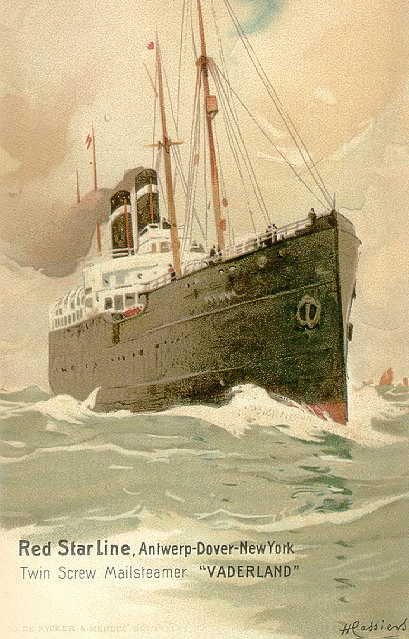 Red Star Line, Antwerp-Dover-New York
Twin Screw Mailsteamer "VADERLAND"
H Cassiers